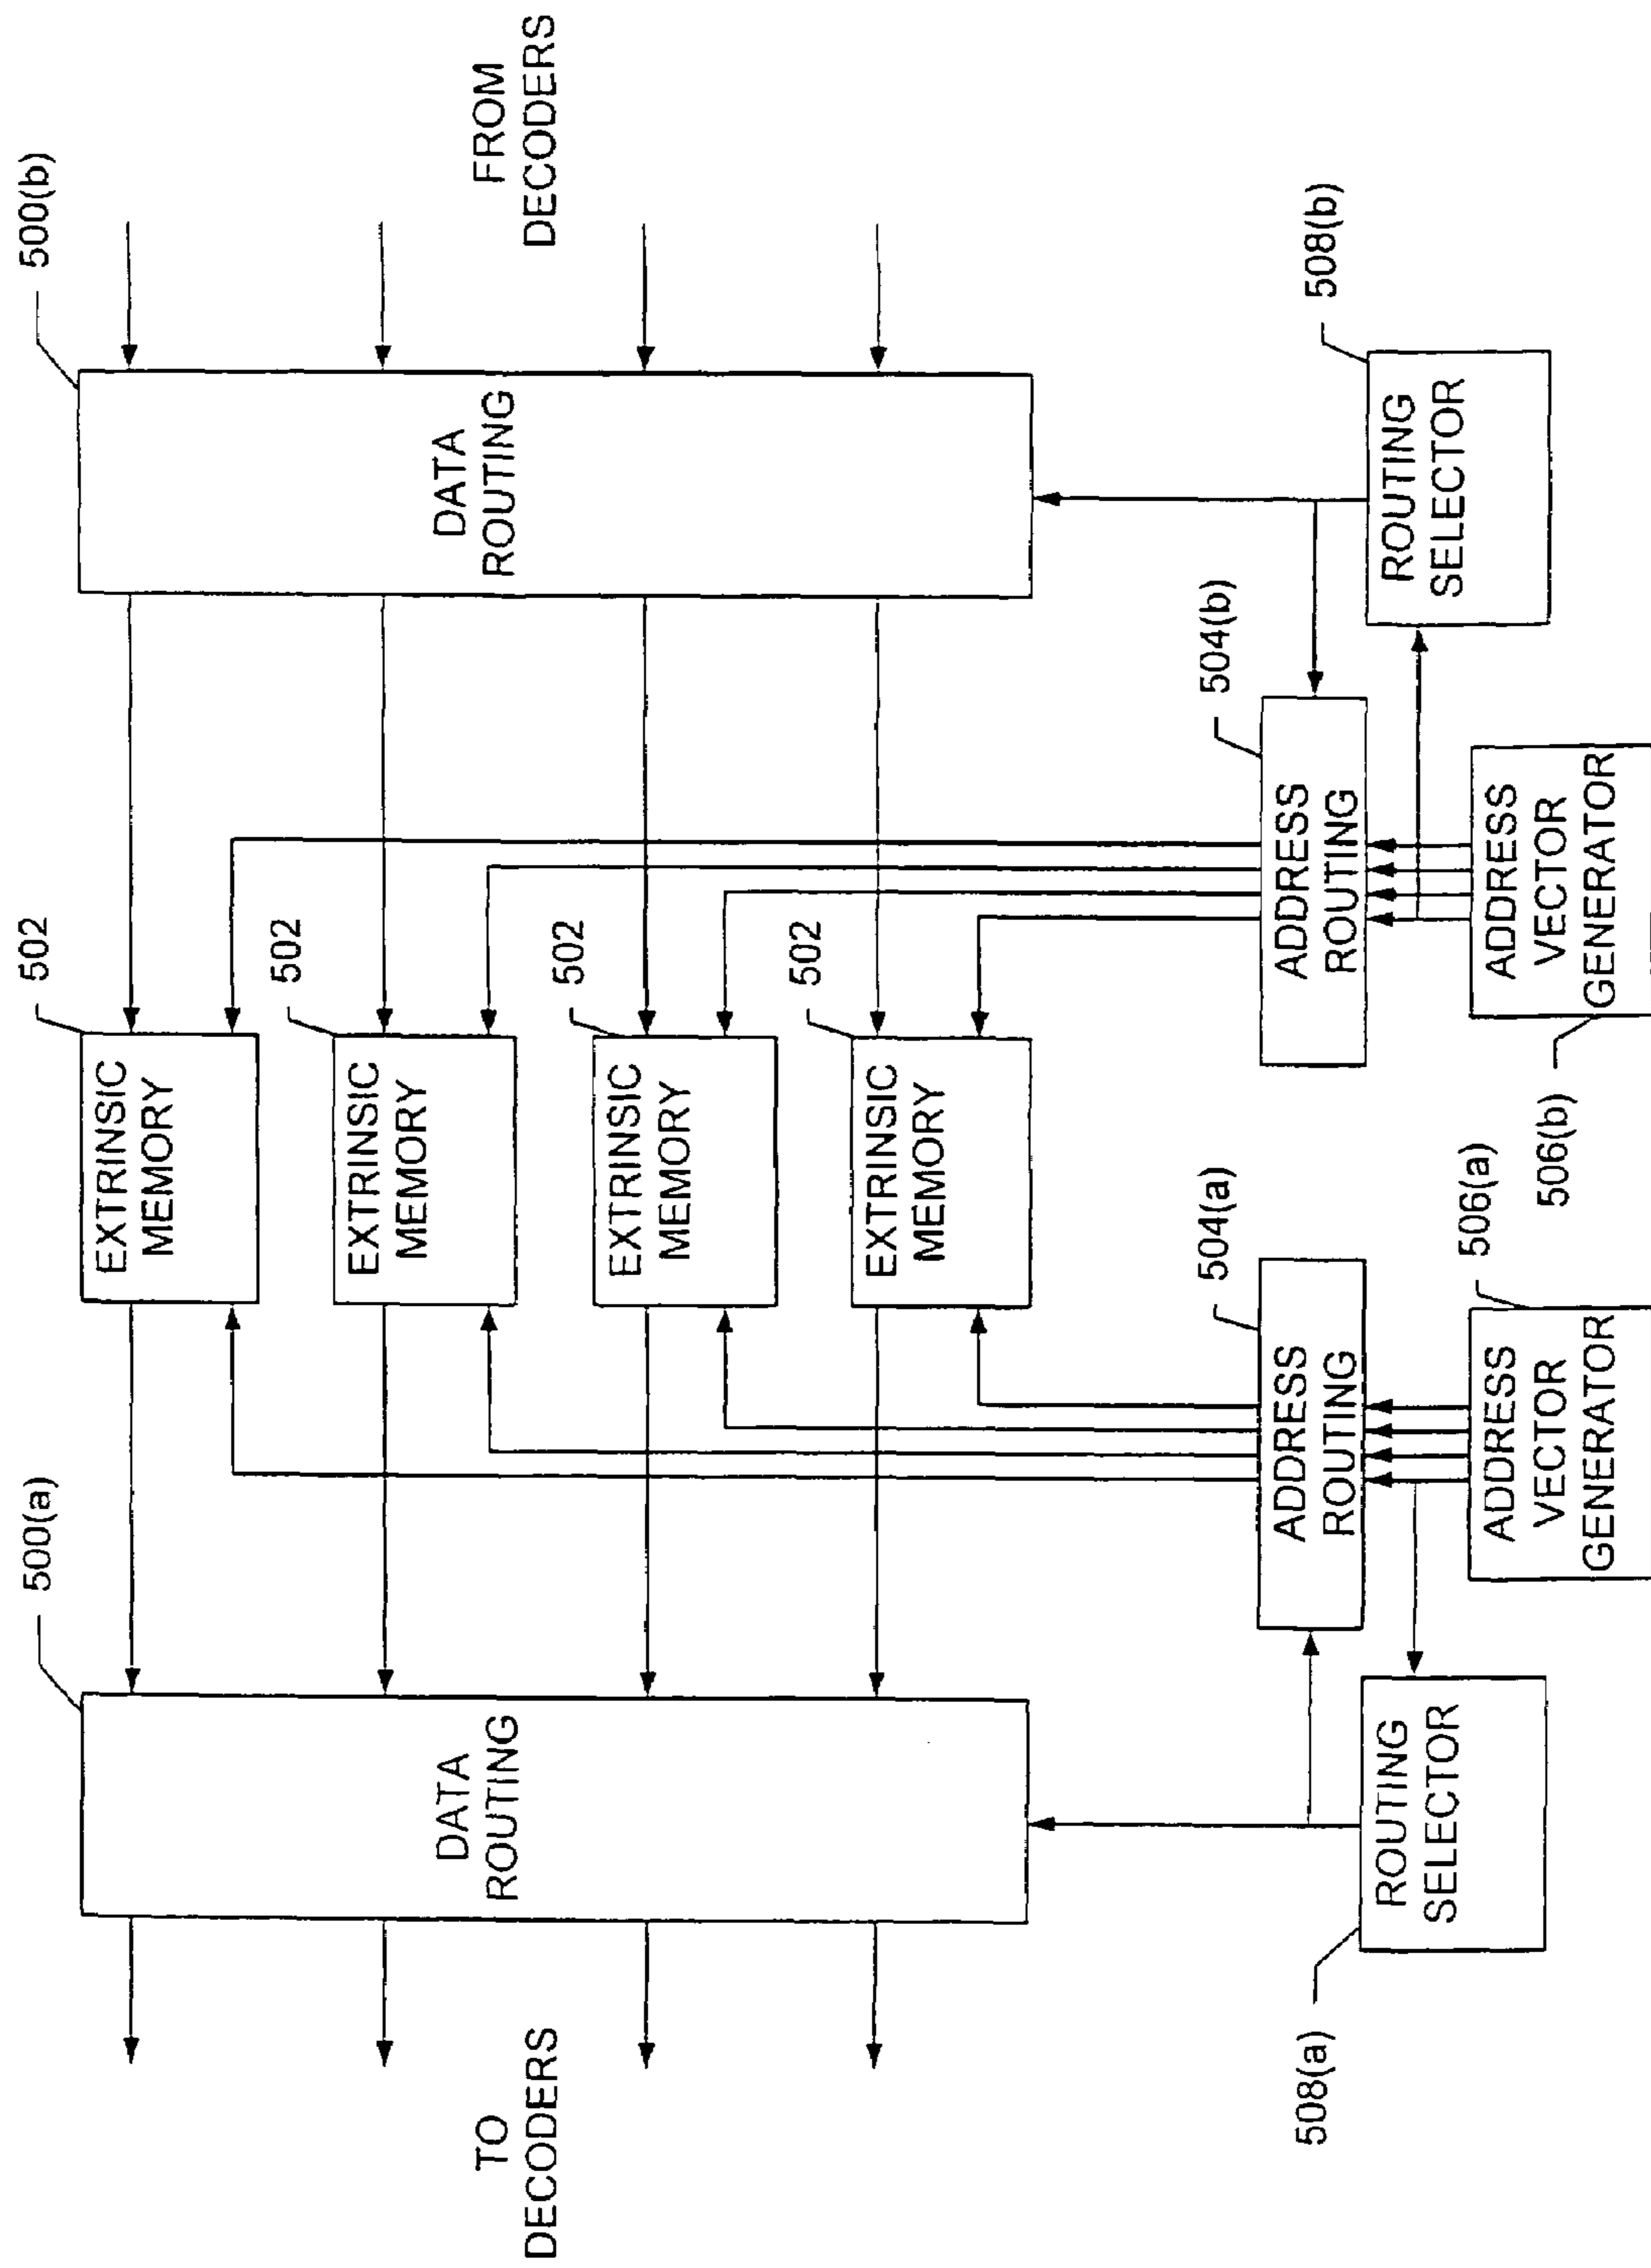 500(a)
500(b)
502
502
502
502
TO
DECODERS
DATA
ROUTING
EXTRINSIC
MEMORY
EXTRINSIC
MEMORY
EXTRINSIC
MEMORY
EXTRINSIC
MEMORY
DATA
ROUTING
FROM
DECODERS
508(a)
ROUTING
SELECTOR
504(a)
ADDRESS
ROUTING
506(a)
ADDRESS
VECTOR
GENERATOR
504(b)
ADDRESS
ROUTING
506(b)
ADDRESS
VECTOR
GENERATOR
508(b)
ROUTING
SELECTOR